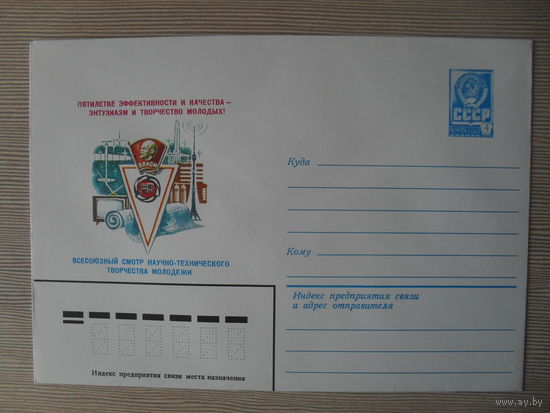 ПЯТИЛЕТКЕ ЭФФЕКТИВНОСТИ И КАЧЕСТВА –
ЭНТУЗИАЗМ И ТВОРЧЕСТВО МОЛОДЫХ!
ВЛКСМ
ВСЕСОЮЗНЫЙ СМОТР НАУЧНО-ТЕХНИЧЕСКОГО
ТВОРЧЕСТВА МОЛОДЕЖИ
СССР
4
Куда
Кому
Индекс предприятия связи
и адрес отправителя
Индекс предприятия связи места назначения
www.ay.by